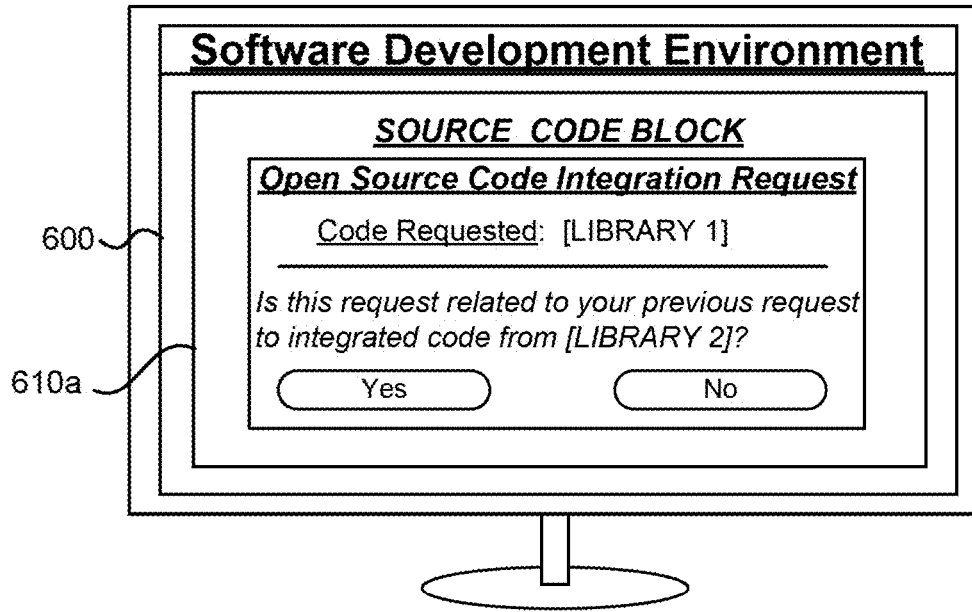 Software Development Environment
SOURCE CODE BLOCK
Open Source Code Integration Request
Code Requested: [LIBRARY 1]
600
Is this request related to your previous request
to integrated code from [LIBRARY 2]?
610a
Yes No